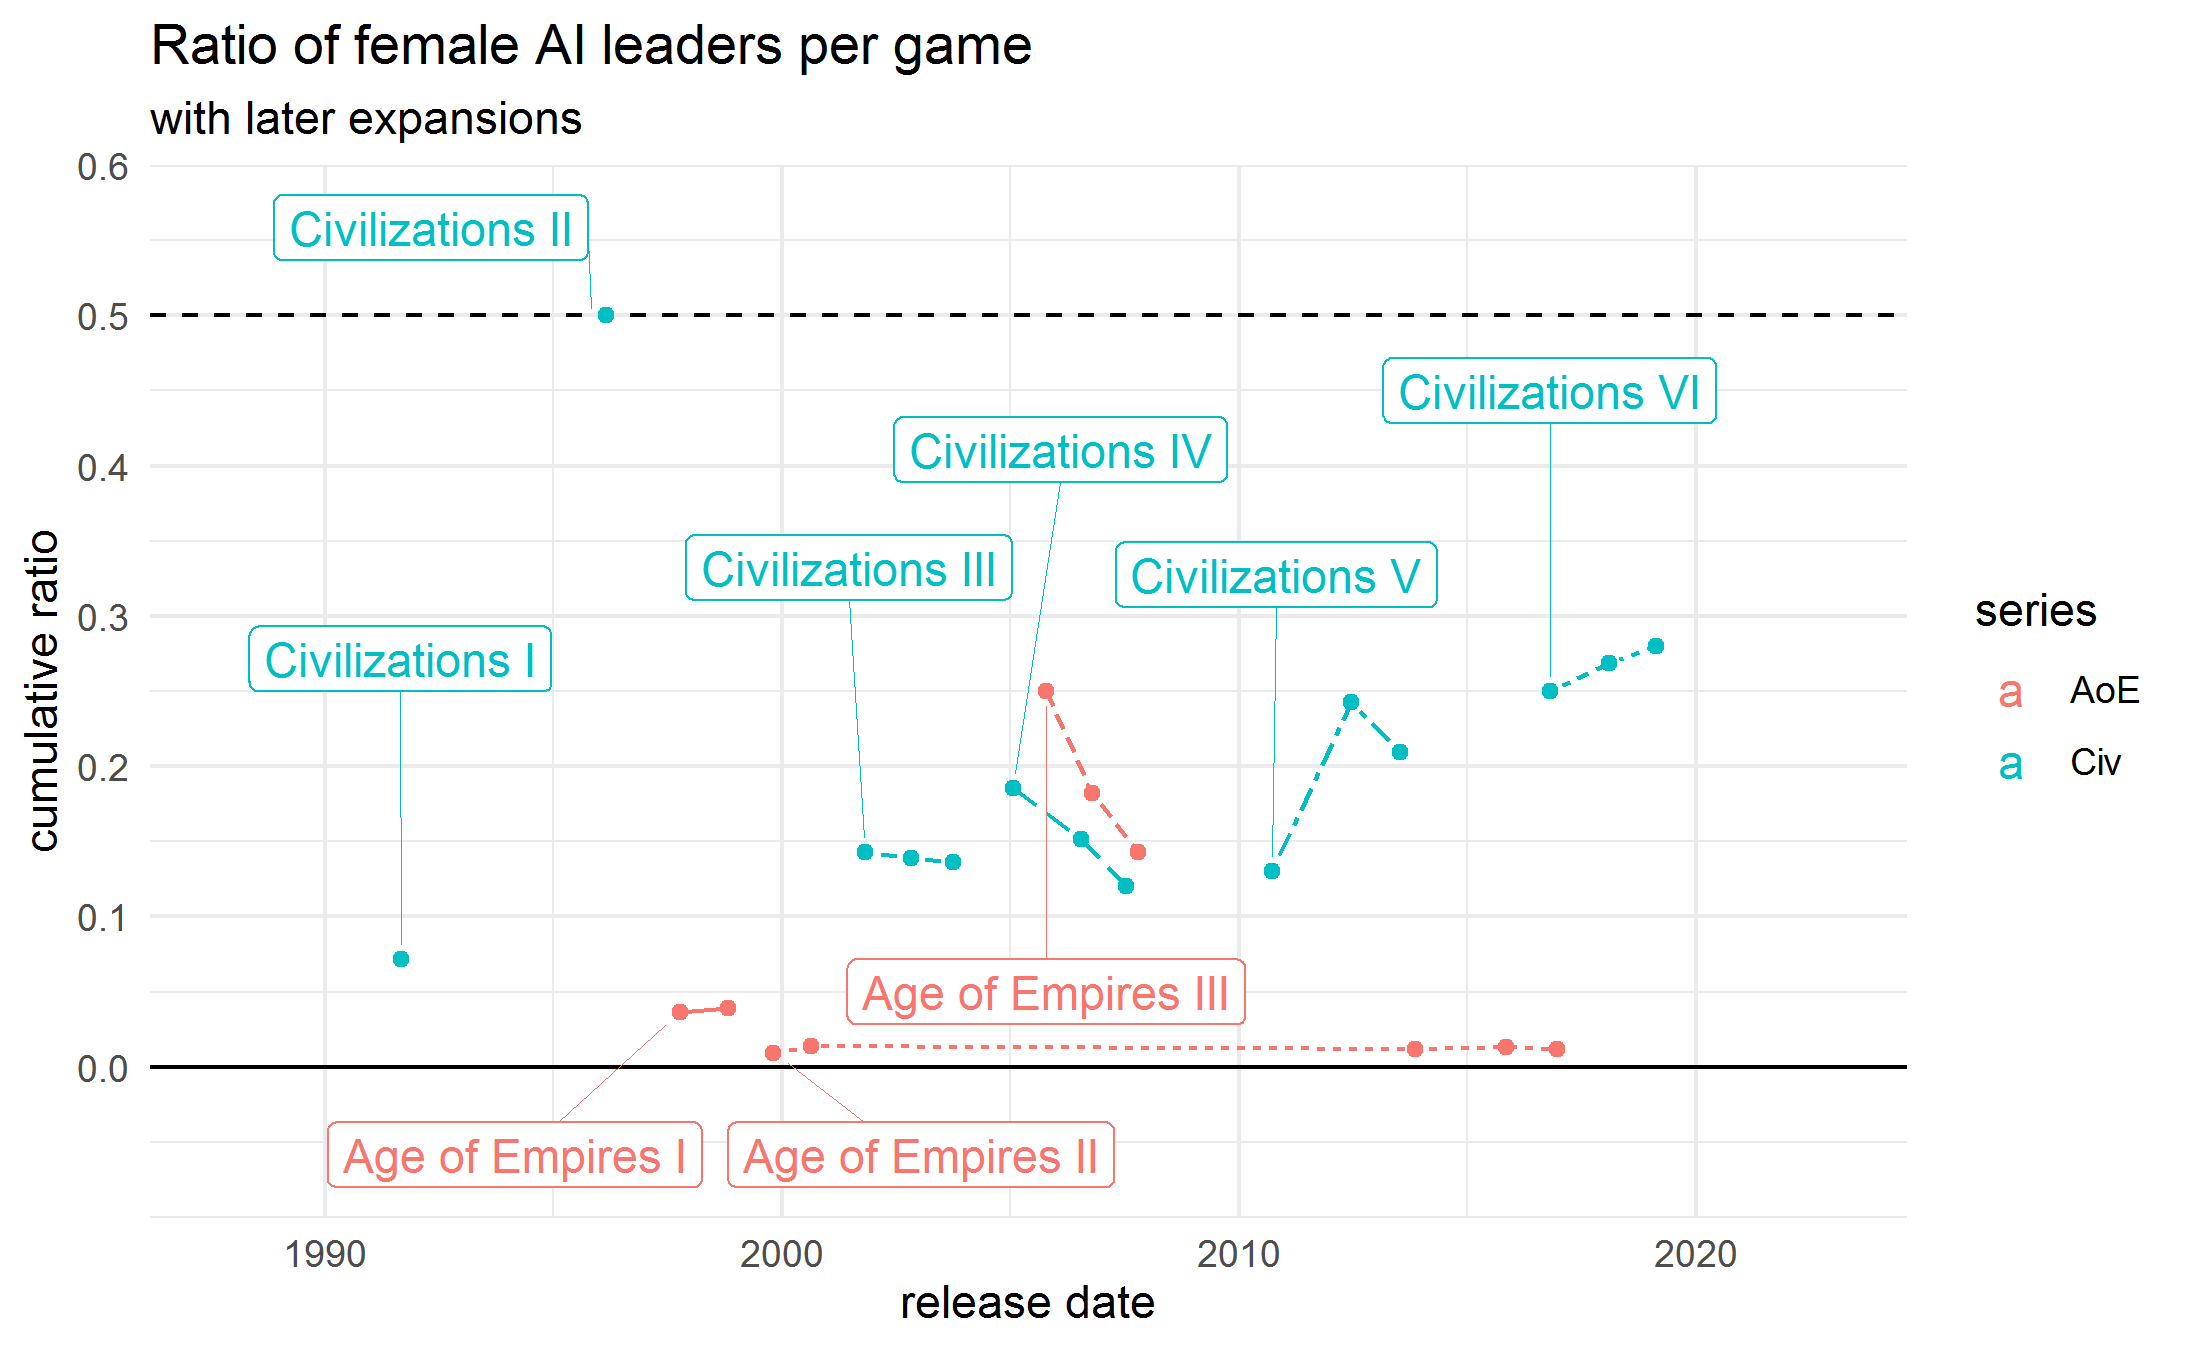 Ratio of female AI leaders per game
with later expansions
0.6
0.5
0.4
0.3
0.2
0.1
0.0
cumulative ratio
Civilizations II
Civilizations VI
Civilizations IV
Civilizations III
Civilizations V
Civilizations I
Age of Empires III
Age of Empires I
Age of Empires II
1990
2000
2010
2020
release date
series
a AoE
a Civ